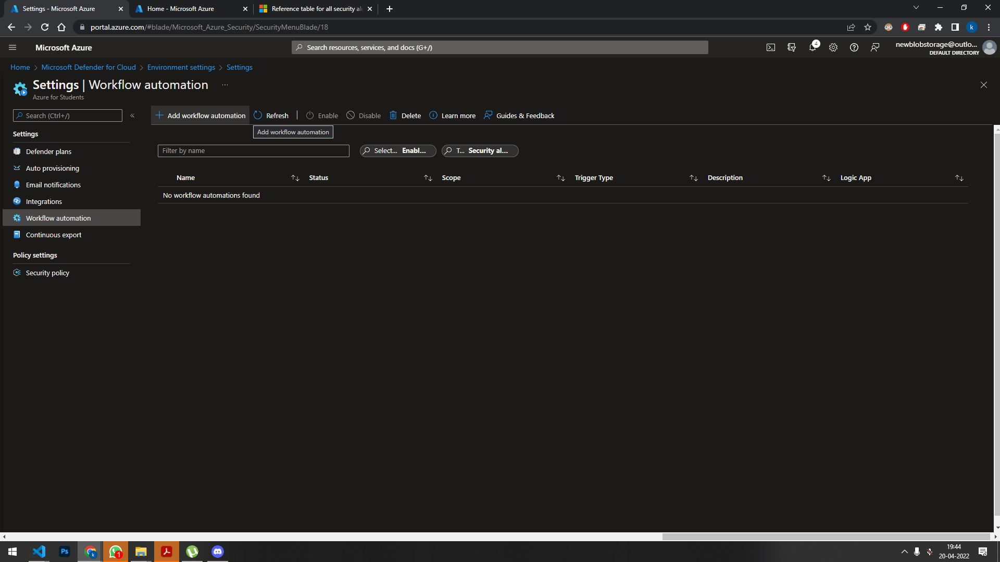 Settings - Microsoft Azure
Home - Microsoft Azure
Reference table for all security al
portal.azure.com/#blade/Microsoft_Azure_Security/SecurityMenuBlade/18
k
Microsoft Azure
Search resources, services, and docs (G+/)
4
newblobstorage@outlo...
DEFAULT DIRECTORY
Home > Microsoft Defender for Cloud > Environment settings > Settings
Settings | Workflow automation ...
Azure for Students
Search (Ctrl+/)
«
Add workflow automation
Refresh
Enable
Disable
Delete
Learn more
Guides & Feedback
Add workflow automation
Settings
Defender plans
Auto provisioning
Email notifications
Integrations
Workflow automation
Continuous export
Policy settings
Security policy
Filter by name
Select... Enabl...
T... Security al...
Name
Status
Scope
Trigger Type
Description
Logic App
No workflow automations found
Ps
k
1
19:44
20-04-2022